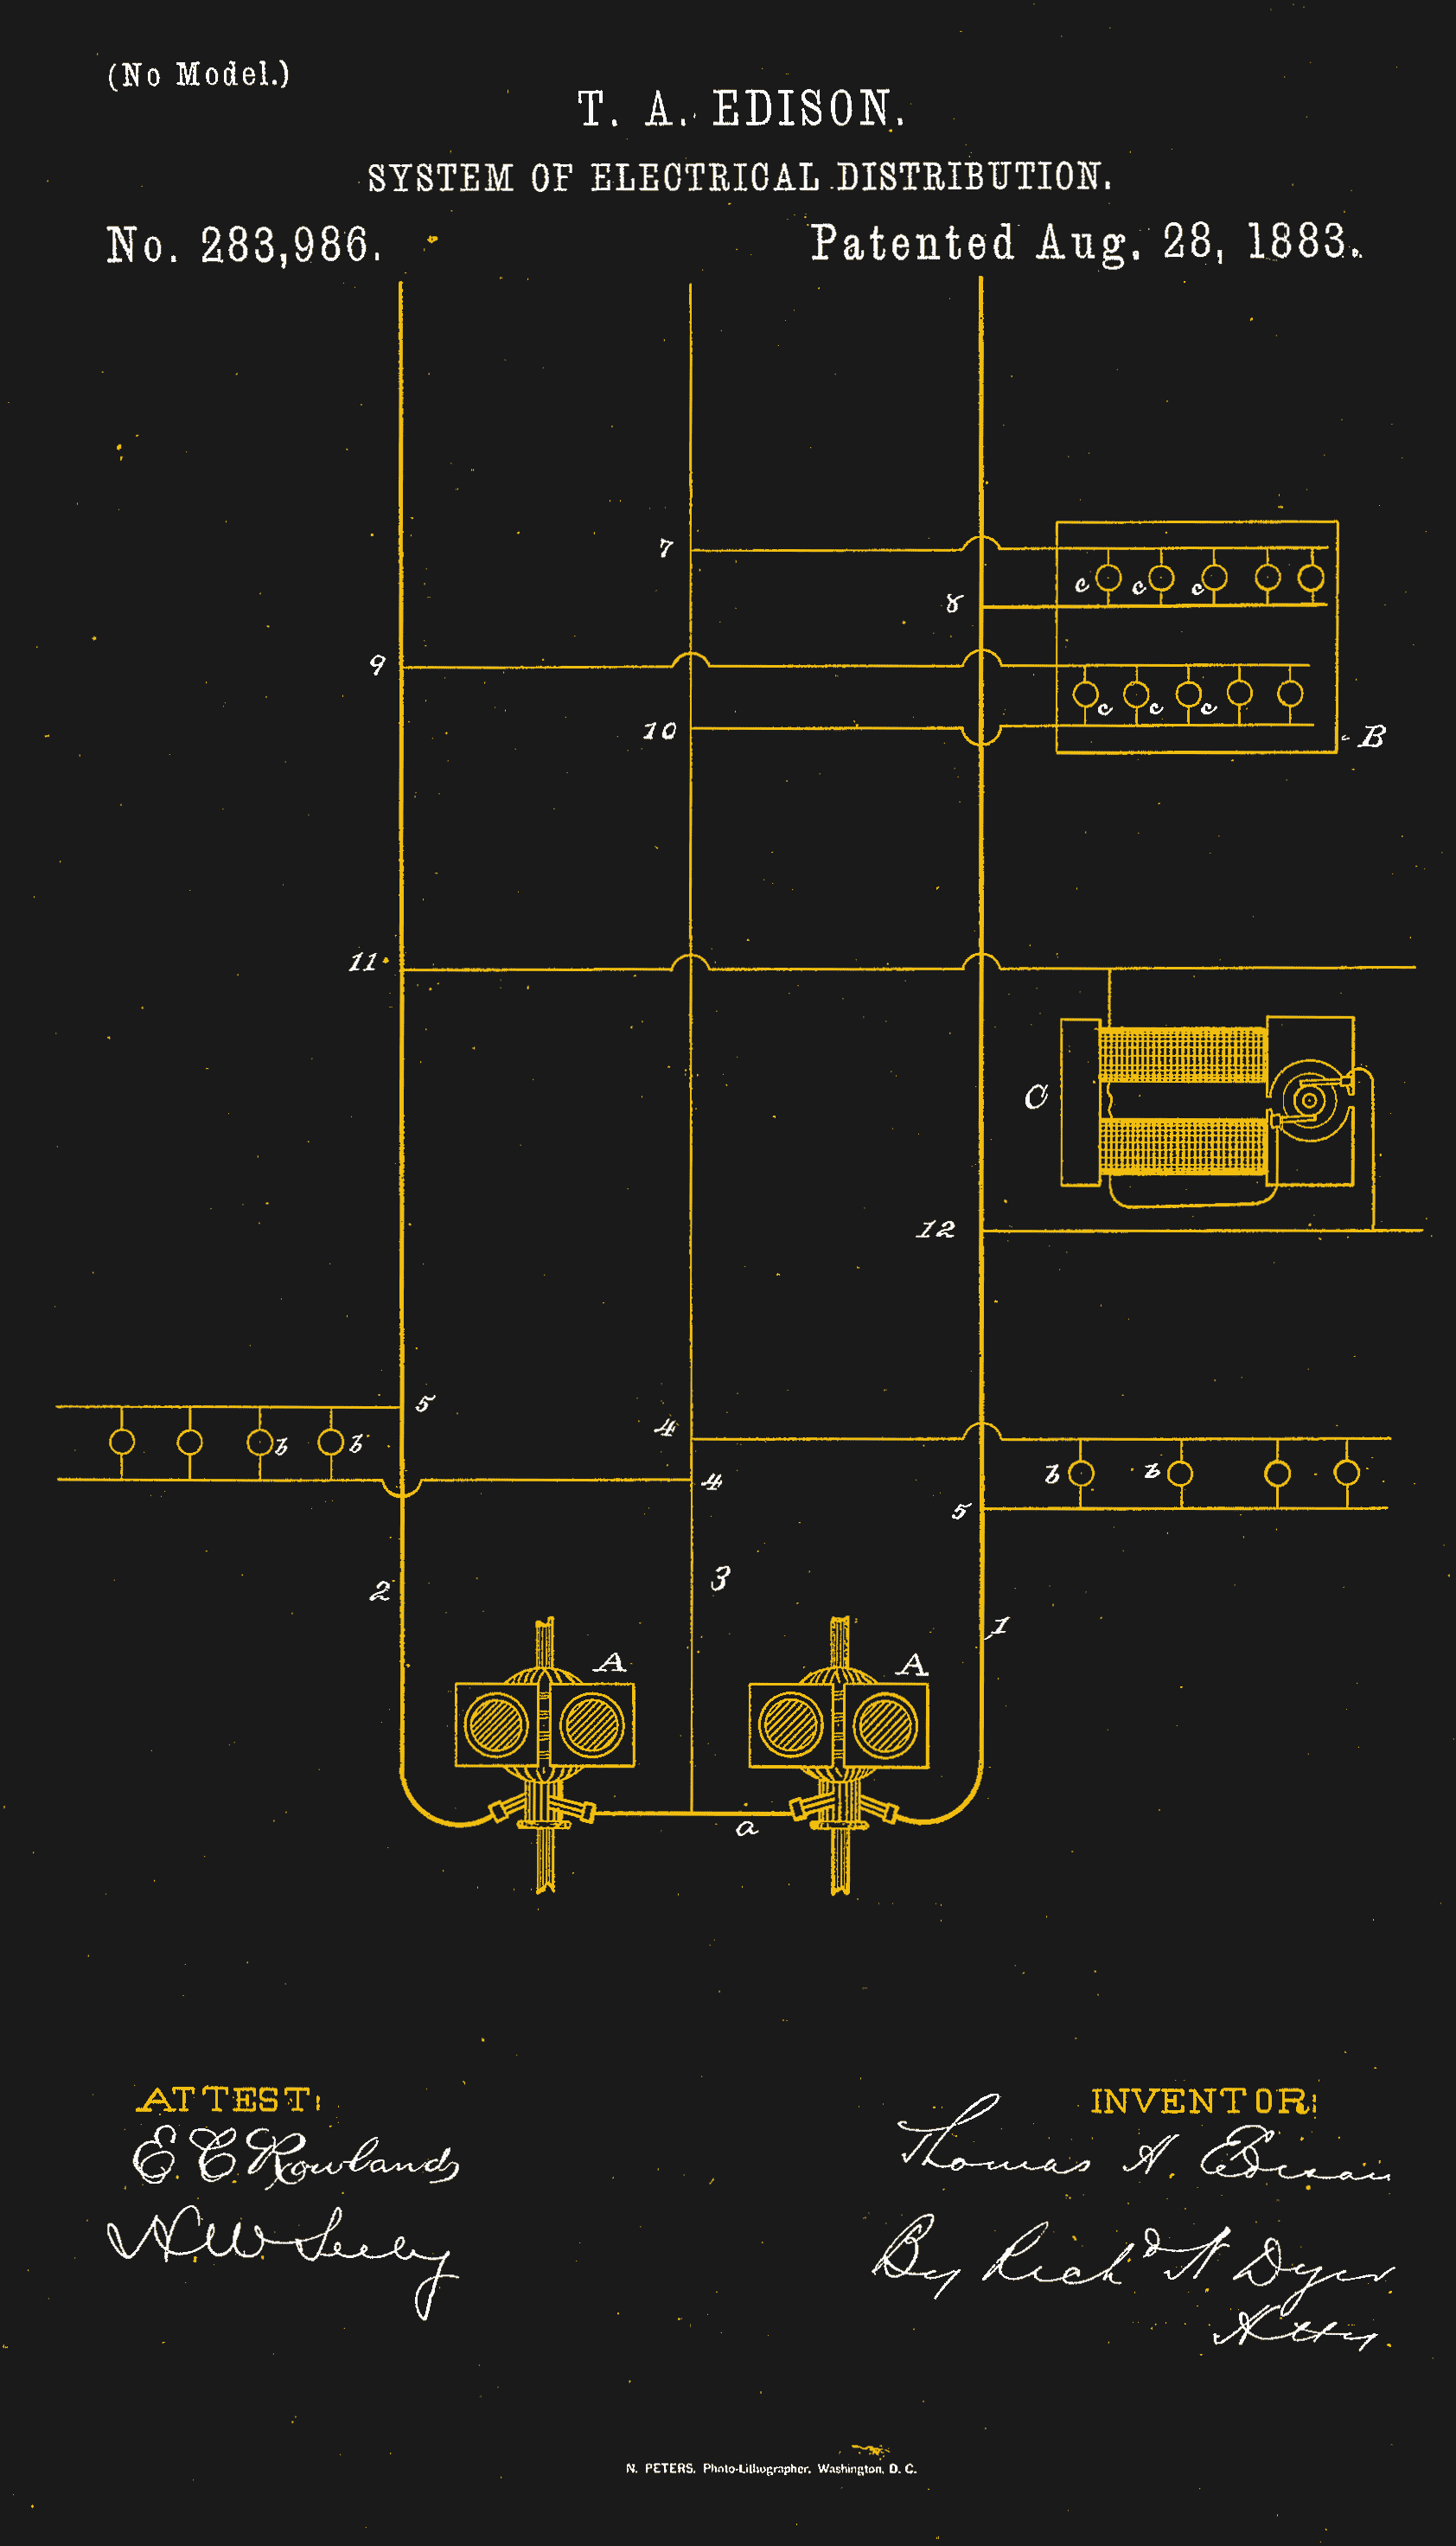 (No Model.)
T. A. EDISON.
SYSTEM OF ELECTRICAL DISTRIBUTION.
No. 283,986.
Patented Aug. 28, 1883.
7
c c c
8
9
c c c
10
B
11
C
12
5
4
b b
b b
4
5
2
3
1
A A
a
ATTEST:
E. C. Rowland
H. W. Seely
INVENTOR:
Thomas A. Edison
By Richd. N. Dyer
Atty.
N. PETERS, Photo-Lithographer, Washington, D. C.